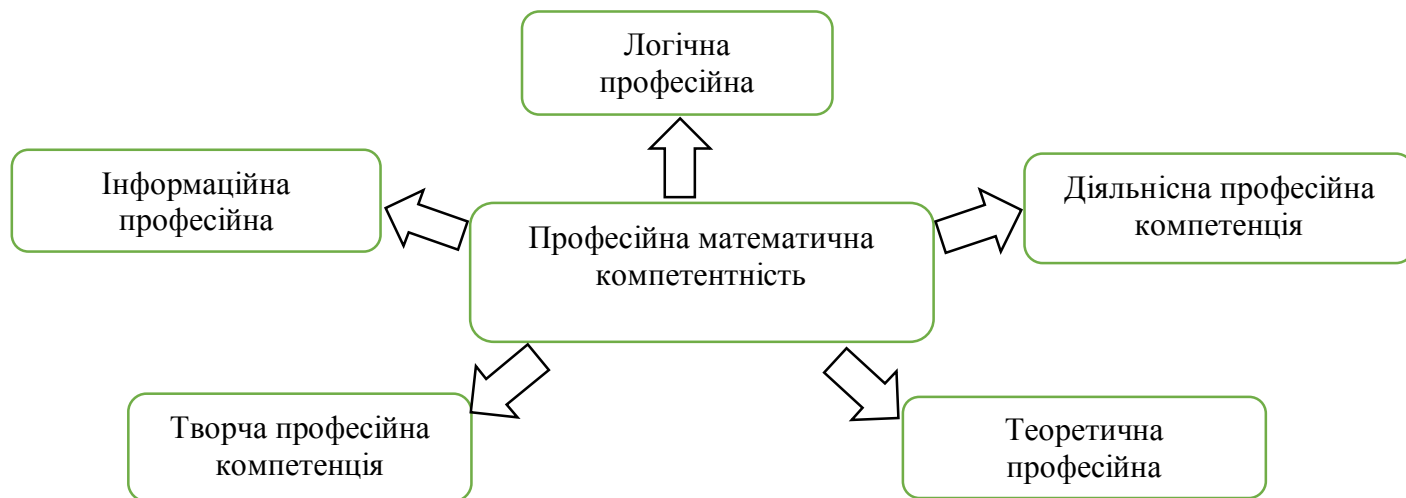 Логічна
професійна
Інформаційна
професійна
Діяльнісна професійна
компетенція
Професійна математична
компетентність
Творча професійна
компетенція
Теоретична
професійна